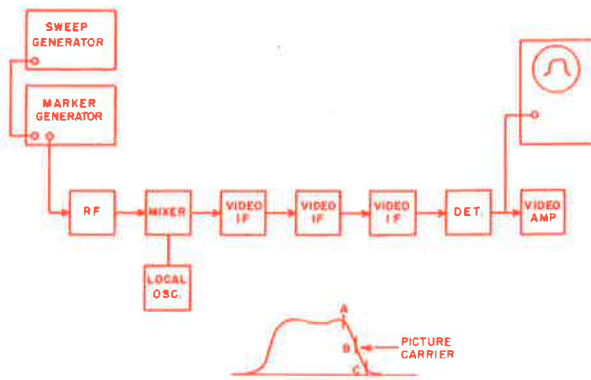 SWEEP
GENERATOR
MARKER
GENERATOR
RF
MIXER
VIDEO
IF
VIDEO
IF
VIDEO
IF
DET.
VIDEO
AMP
LOCAL
OSC.
A
B
PICTURE
CARRIER
C